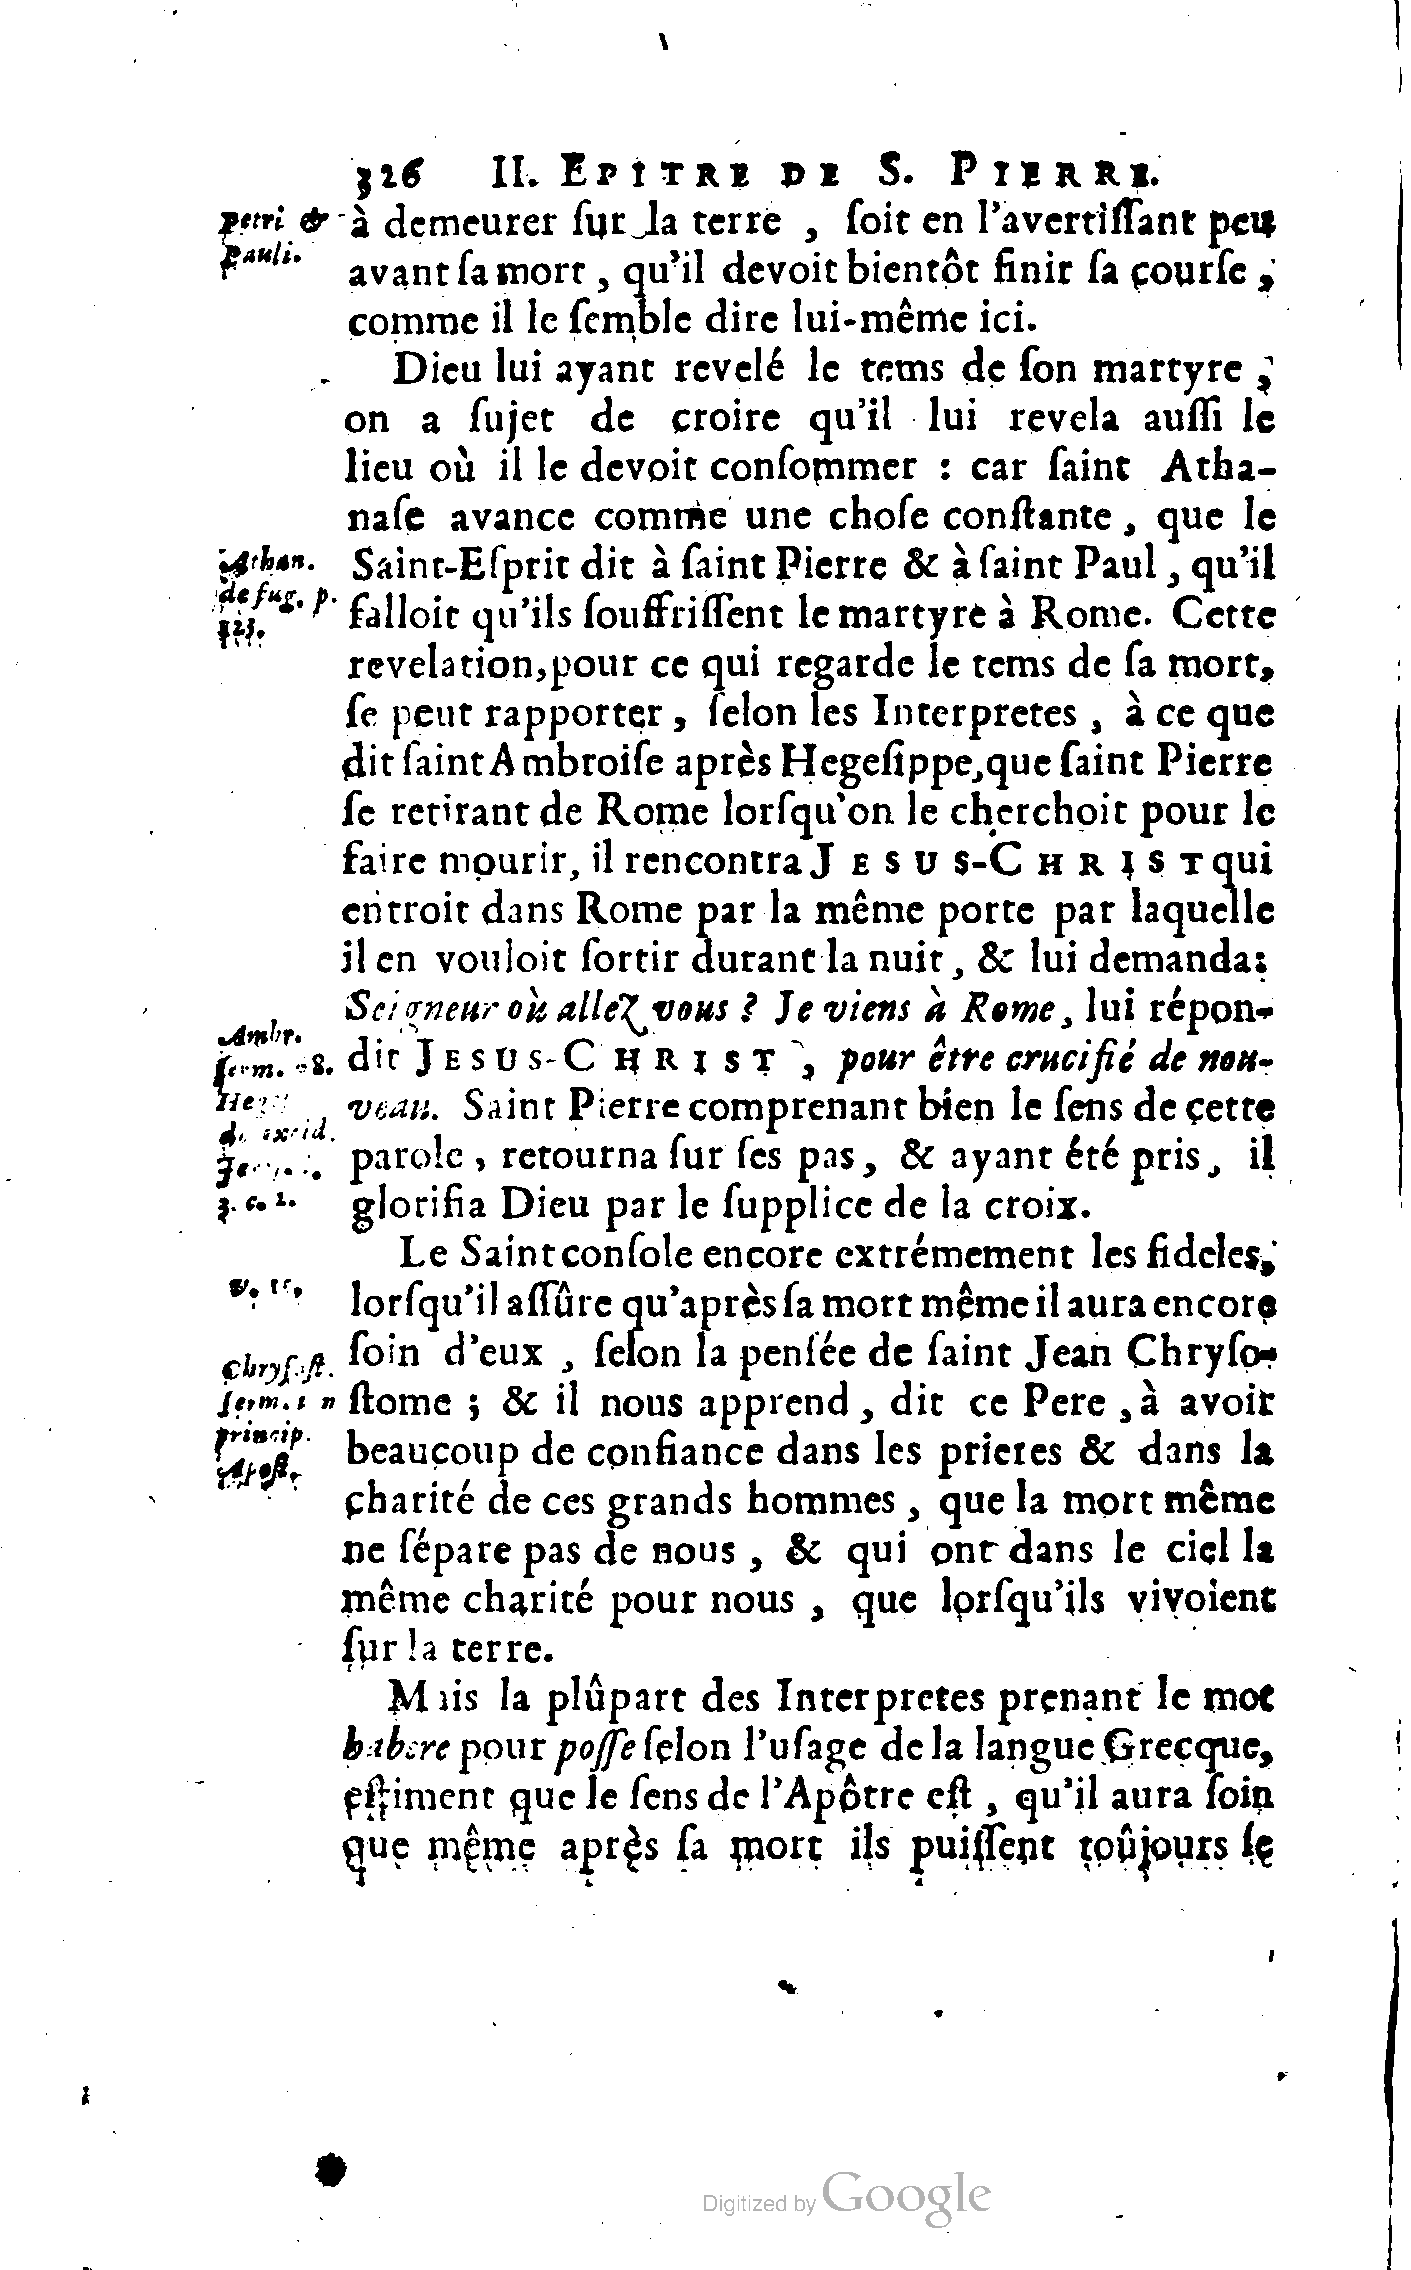 326 II. EPITRE DE S. PIERRE.
Petri &
Pauli.
à demeurer ſur la terre , ſoit en l'avertiſſant peu
avant ſa mort , qu'il devoit bientôt finir ſa courſe ,
comme il le ſemble dire lui-même ici.
Dieu lui ayant revelé le tems de ſon martyre ,
on a ſujet de croire qu'il lui revela auſſi le
lieu où il le devoit conſommer : car ſaint Atha-
naſe avance comme une choſe conſtante , que le
Athan.
de fug. p.
Saint-Eſprit dit à ſaint Pierre & à ſaint Paul , qu'il
falloit qu'ils ſouffriſſent le martyre à Rome. Cette
revelation, pour ce qui regarde le tems de ſa mort,
ſe peut rapporter , ſelon les Interpretes , à ce que
dit ſaint Ambroiſe après Hegeſippe, que ſaint Pierre
ſe retirant de Rome lorſqu'on le cherchoit pour le
faire mourir, il rencontra JESUS-CHRIST qui
entroit dans Rome par la même porte par laquelle
il en vouloit ſortir durant la nuit , & lui demanda:
Seigneur où allez vous ? Je viens à Rome, lui répon-
Ambr.
ſerm. 68.
dit JESUS-CHRIST , pour être crucifié de nou-
veau. Saint Pierre comprenant bien le ſens de cette
3. c. 2.
parole , retourna ſur ſes pas , & ayant été pris , il
glorifia Dieu par le ſupplice de la croix.
Le Saint conſole encore extrémement les fideles,
v. 15.
lorſqu'il aſſûre qu'après ſa mort même il aura encore
ſoin d'eux , ſelon la penſée de ſaint Jean Chryſo-
Chryſoſt.
ſerm. in
princip.
Apoſt.
ſtome ; & il nous apprend , dit ce Pere , à avoir
beaucoup de confiance dans les prieres & dans la
charité de ces grands hommes , que la mort même
ne ſépare pas de nous , & qui ont dans le ciel la
même charité pour nous , que lorſqu'ils vivoient
ſur la terre.
Mais la plûpart des Interpretes prenant le mot
habere pour poſſe ſelon l'uſage de la langue Grecque,
eſtiment que le ſens de l'Apôtre eſt , qu'il aura ſoin
que même après ſa mort ils puiſſent toûjours ſe
Digitized by Google